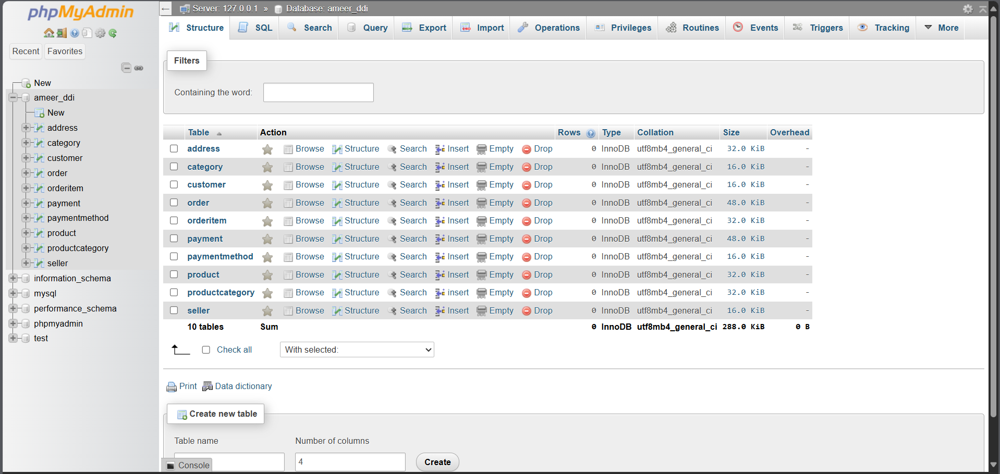 phpMyAdmin
Recent Favorites
New
ameer_ddi
New
address
category
customer
order
orderitem
payment
paymentmethod
product
productcategory
seller
information_schema
mysql
performance_schema
phpmyadmin
test
Server: 127.0.0.1 » Database: ameer_ddi
Structure SQL Search Query Export Import Operations Privileges Routines Events Triggers Tracking More
Filters
Containing the word:
Table Action Rows Type Collation Size Overhead
address Browse Structure Search Insert Empty Drop 0 InnoDB utf8mb4_general_ci 32.0 KiB -
category Browse Structure Search Insert Empty Drop 0 InnoDB utf8mb4_general_ci 16.0 KiB -
customer Browse Structure Search Insert Empty Drop 0 InnoDB utf8mb4_general_ci 16.0 KiB -
order Browse Structure Search Insert Empty Drop 0 InnoDB utf8mb4_general_ci 48.0 KiB -
orderitem Browse Structure Search Insert Empty Drop 0 InnoDB utf8mb4_general_ci 32.0 KiB -
payment Browse Structure Search Insert Empty Drop 0 InnoDB utf8mb4_general_ci 48.0 KiB -
paymentmethod Browse Structure Search Insert Empty Drop 0 InnoDB utf8mb4_general_ci 16.0 KiB -
product Browse Structure Search Insert Empty Drop 0 InnoDB utf8mb4_general_ci 32.0 KiB -
productcategory Browse Structure Search Insert Empty Drop 0 InnoDB utf8mb4_general_ci 32.0 KiB -
seller Browse Structure Search Insert Empty Drop 0 InnoDB utf8mb4_general_ci 16.0 KiB -
10 tables Sum 0 InnoDB utf8mb4_general_ci 288.0 KiB 0 B
Check all With selected:
Print Data dictionary
Create new table
Table name Number of columns
4 Create
Console